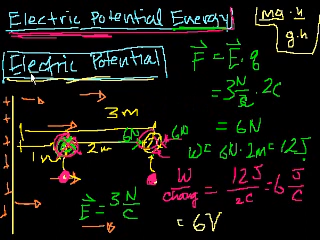 Electric Potential Energy
Electric Potential
mg·h
g·h
F = E·q
= 3 N/C · 2C
= 6N
W = 6N·2m = 12J
W/charge = 12J/2C = 6 J/C
= 6V
3m
6N
6N
1m
2m
E = 3N/C